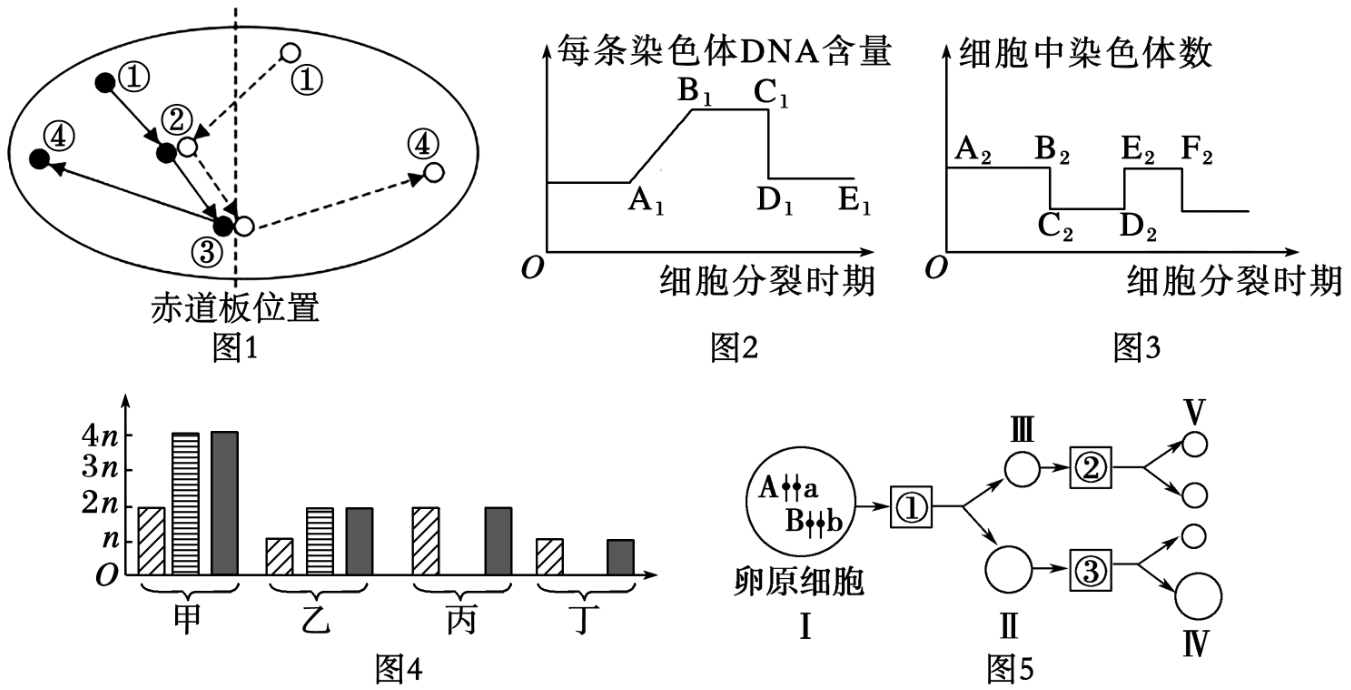 ① ① ② ④ ④ ③
赤道板位置
图1
每条染色体DNA含量
B₁ C₁
A₁ D₁ E₁
O
细胞分裂时期
图2
细胞中染色体数
A₂ B₂ E₂ F₂
C₂ D₂
O
细胞分裂时期
图3
4n
3n
2n
n
O
甲 乙 丙 丁
图4
A a
B b
卵原细胞
Ⅰ
①
Ⅲ
②
Ⅴ
Ⅱ
③
Ⅳ
图5